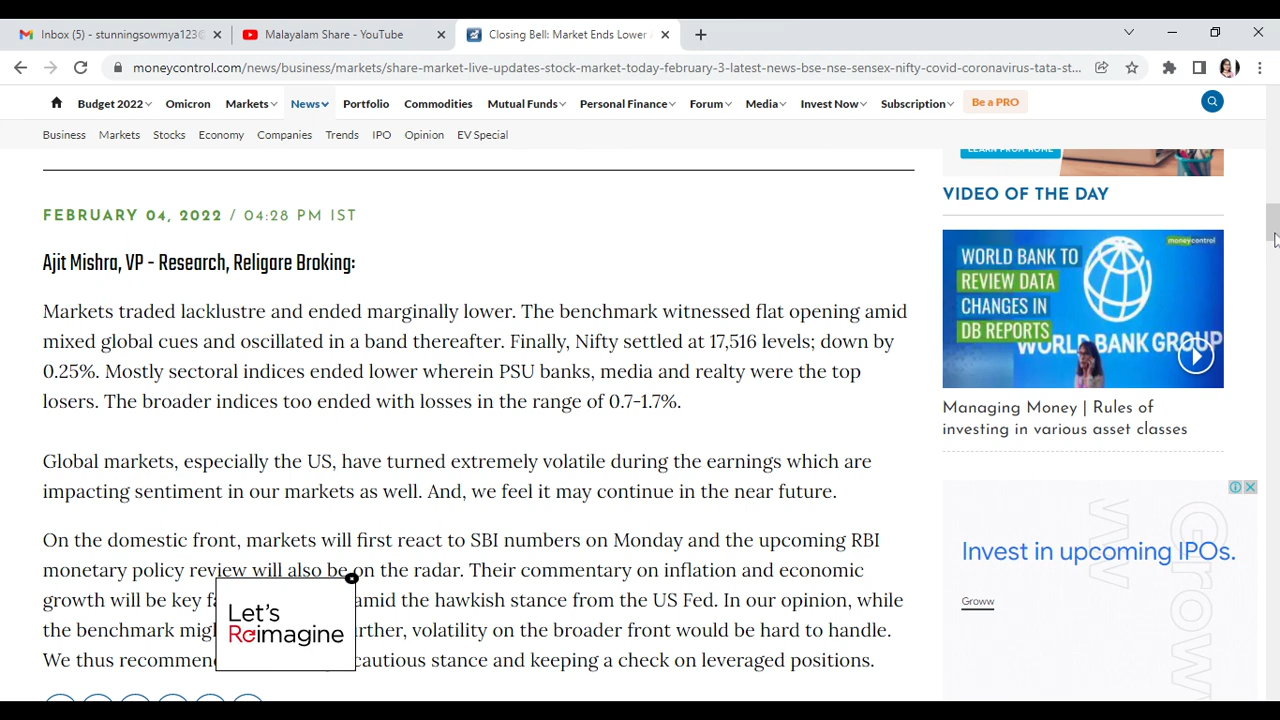 Inbox (5) - stunningsowmya123@
Malayalam Share - YouTube
Closing Bell: Market Ends Lower
moneycontrol.com/news/business/markets/share-market-live-updates-stock-market-today-february-3-latest-news-bse-nse-sensex-nifty-covid-coronavirus-tata-st...
Budget 2022 Omicron Markets News Portfolio Commodities Mutual Funds Personal Finance Forum Media Invest Now Subscription Be a PRO
Business Markets Stocks Economy Companies Trends IPO Opinion EV Special
LEARN FROM HOME
FEBRUARY 04, 2022 / 04:28 PM IST
Ajit Mishra, VP - Research, Religare Broking:
Markets traded lacklustre and ended marginally lower. The benchmark witnessed flat opening amid
mixed global cues and oscillated in a band thereafter. Finally, Nifty settled at 17,516 levels; down by
0.25%. Mostly sectoral indices ended lower wherein PSU banks, media and realty were the top
losers. The broader indices too ended with losses in the range of 0.7-1.7%.
Global markets, especially the US, have turned extremely volatile during the earnings which are
impacting sentiment in our markets as well. And, we feel it may continue in the near future.
On the domestic front, markets will first react to SBI numbers on Monday and the upcoming RBI
monetary policy review will also be on the radar. Their commentary on inflation and economic
growth will be key amid the hawkish stance from the US Fed. In our opinion, while
the benchmark volatility on the broader front would be hard to handle.
We thus cautious stance and keeping a check on leveraged positions.
Let's
Reimagine
VIDEO OF THE DAY
moneycontrol
WORLD BANK TO
REVIEW DATA
CHANGES IN
DB REPORTS
WORLD BANK GROUP
Managing Money | Rules of
investing in various asset classes
Invest in upcoming IPOs.
Groww
Groww